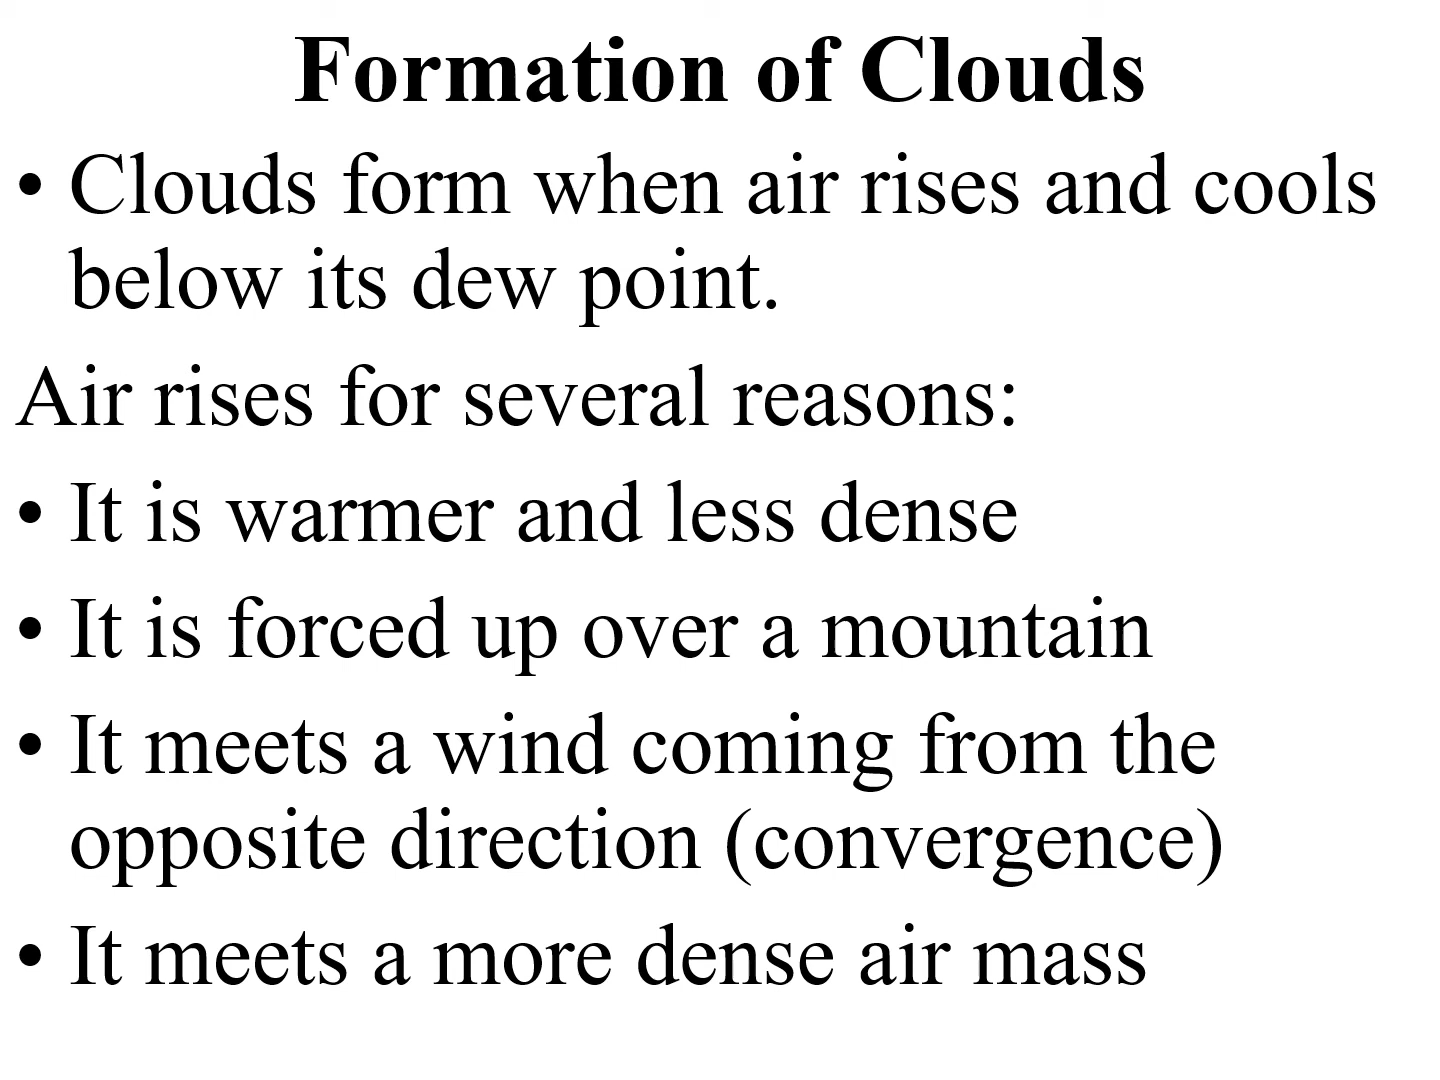 Formation of Clouds
• Clouds form when air rises and cools
below its dew point.
Air rises for several reasons:
• It is warmer and less dense
• It is forced up over a mountain
• It meets a wind coming from the
opposite direction (convergence)
• It meets a more dense air mass